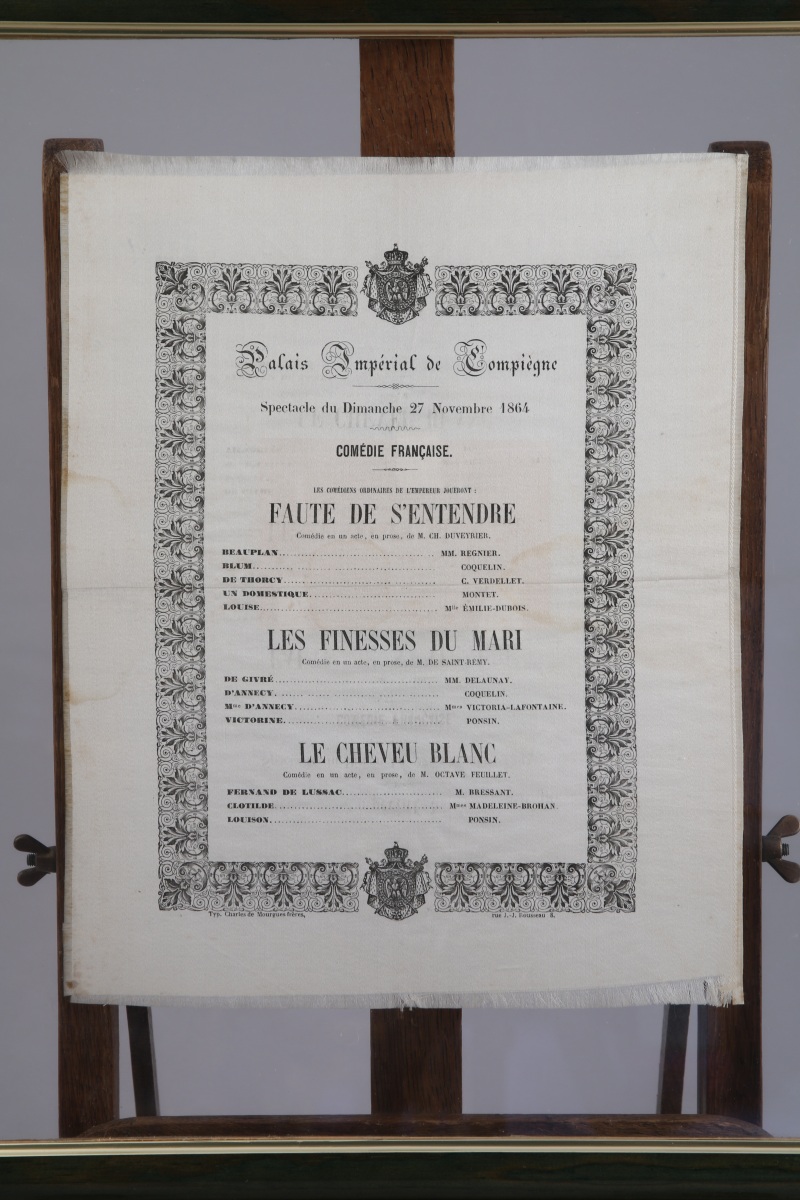 Palais Impérial de Compiègne
Spectacle du Dimanche 27 Novembre 1864
COMÉDIE FRANÇAISE.
LES COMÉDIENS ORDINAIRES DE L'EMPEREUR JOUERONT :
FAUTE DE S'ENTENDRE
Comédie en un acte, en prose, de M. CH. DUVEYRIER.
BEAUPLAN........................................ MM. REGNIER.
BLUM........................................ COQUELIN.
DE THORCY........................................ C. VERDELLET.
UN DOMESTIQUE........................................ MONTET.
LOUISE........................................ Mlle ÉMILIE-DUBOIS.
LES FINESSES DU MARI
Comédie en un acte, en prose, de M. DE SAINT-REMY.
DE GIVRÉ........................................ MM. DELAUNAY.
D'ANNECY........................................ COQUELIN.
Mme D'ANNECY........................................ Mmes VICTORIA-LAFONTAINE.
VICTORINE........................................ PONSIN.
LE CHEVEU BLANC
Comédie en un acte, en prose, de M. OCTAVE FEUILLET.
FERNAND DE LUSSAC........................ M. BRESSANT.
CLOTILDE........................................ Mmes MADELEINE-BROHAN.
LOUISON........................................ PONSIN.
Typ. Charles de Mourgues frères, rue J.-J. Rousseau 8.